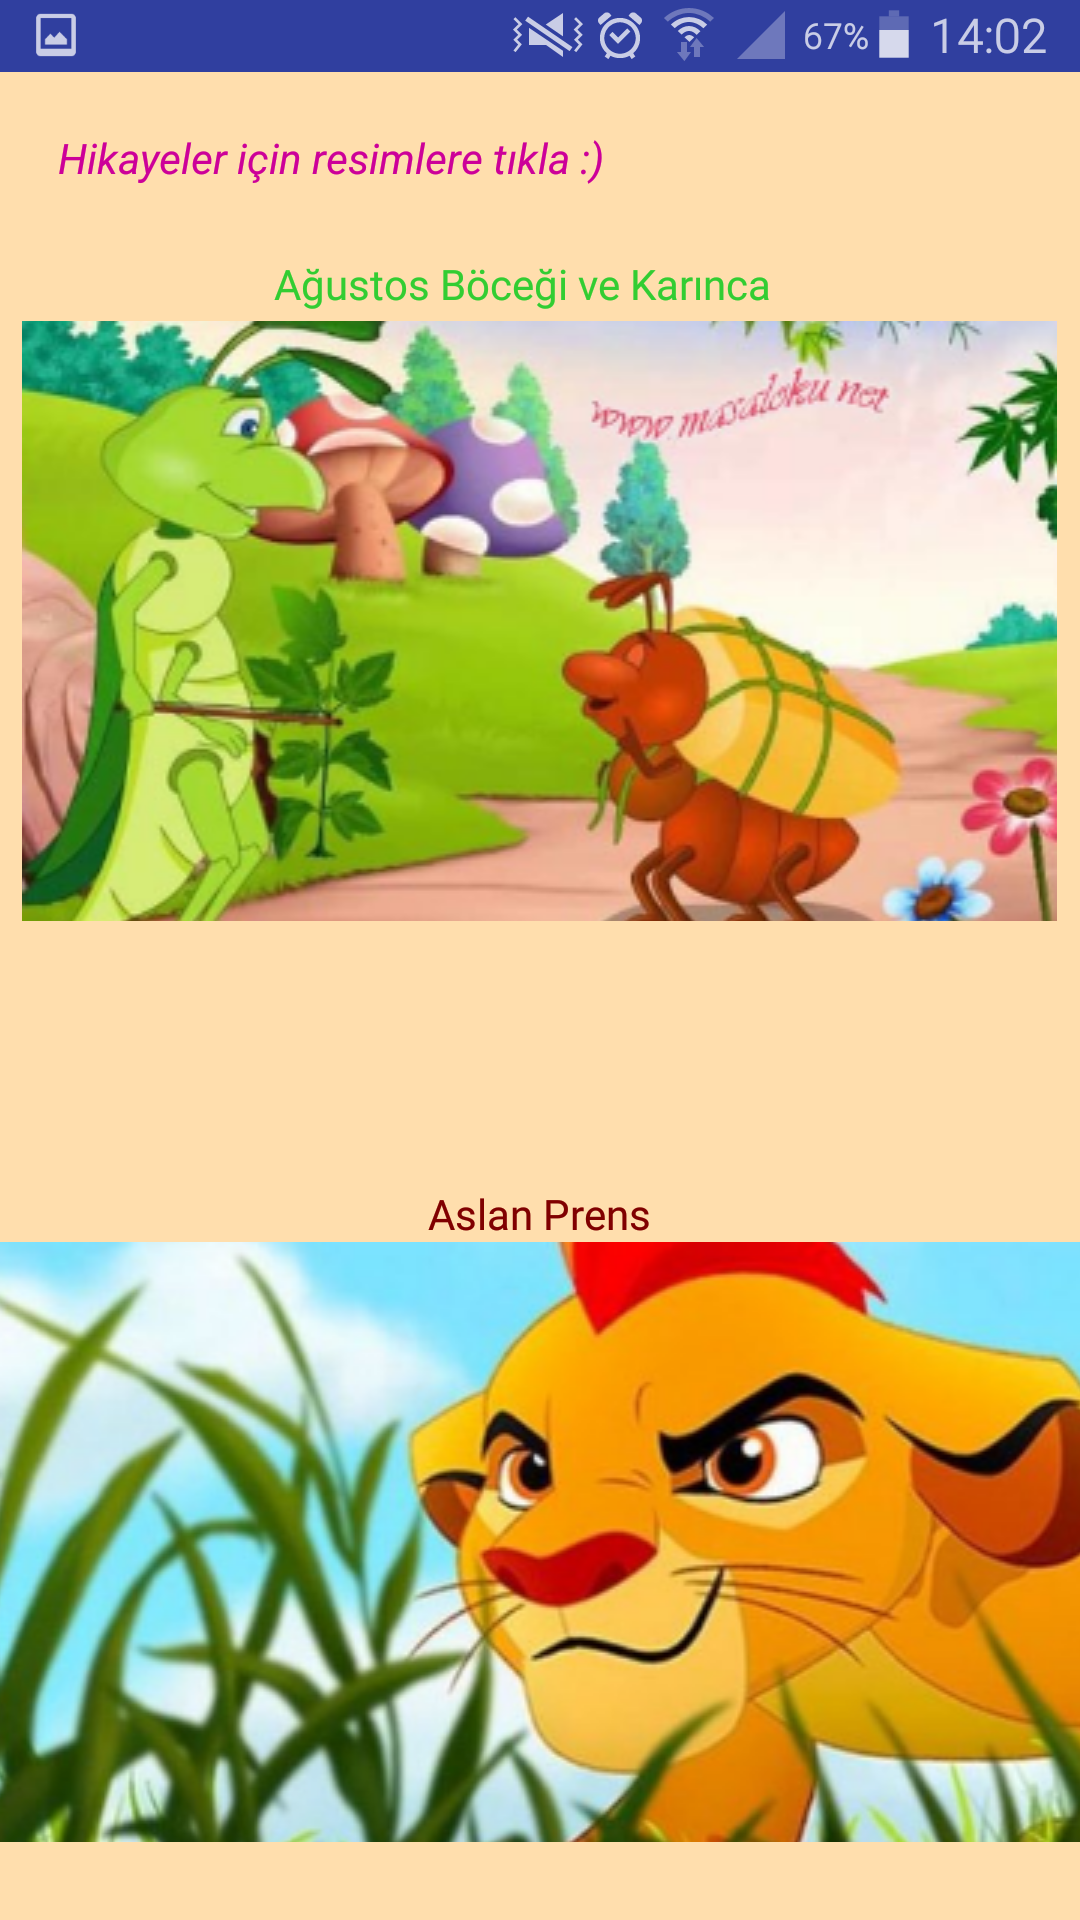 67% 14:02
Hikayeler için resimlere tıkla :)
Ağustos Böceği ve Karınca
www.masaloku.net
Aslan Prens